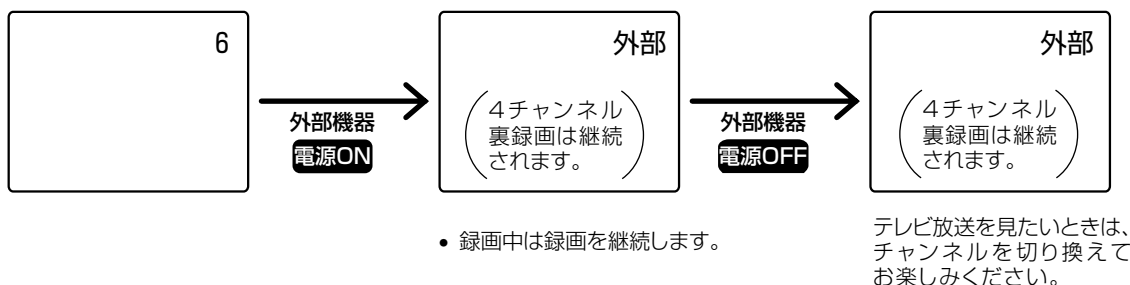 6
外部機器
電源ON
外部
4チャンネル
裏録画は継続
されます。
• 録画中は録画を継続します。
外部機器
電源OFF
外部
4チャンネル
裏録画は継続
されます。
テレビ放送を見たいときは、
チャンネルを切り換えて
お楽しみください。